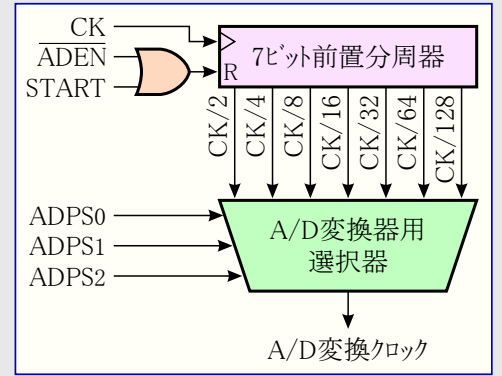 CK
ADEN
START
R
7ビット前置分周器
CK/2
CK/4
CK/8
CK/16
CK/32
CK/64
CK/128
ADPS0
ADPS1
ADPS2
A/D変換器用
選択器
A/D変換クロック